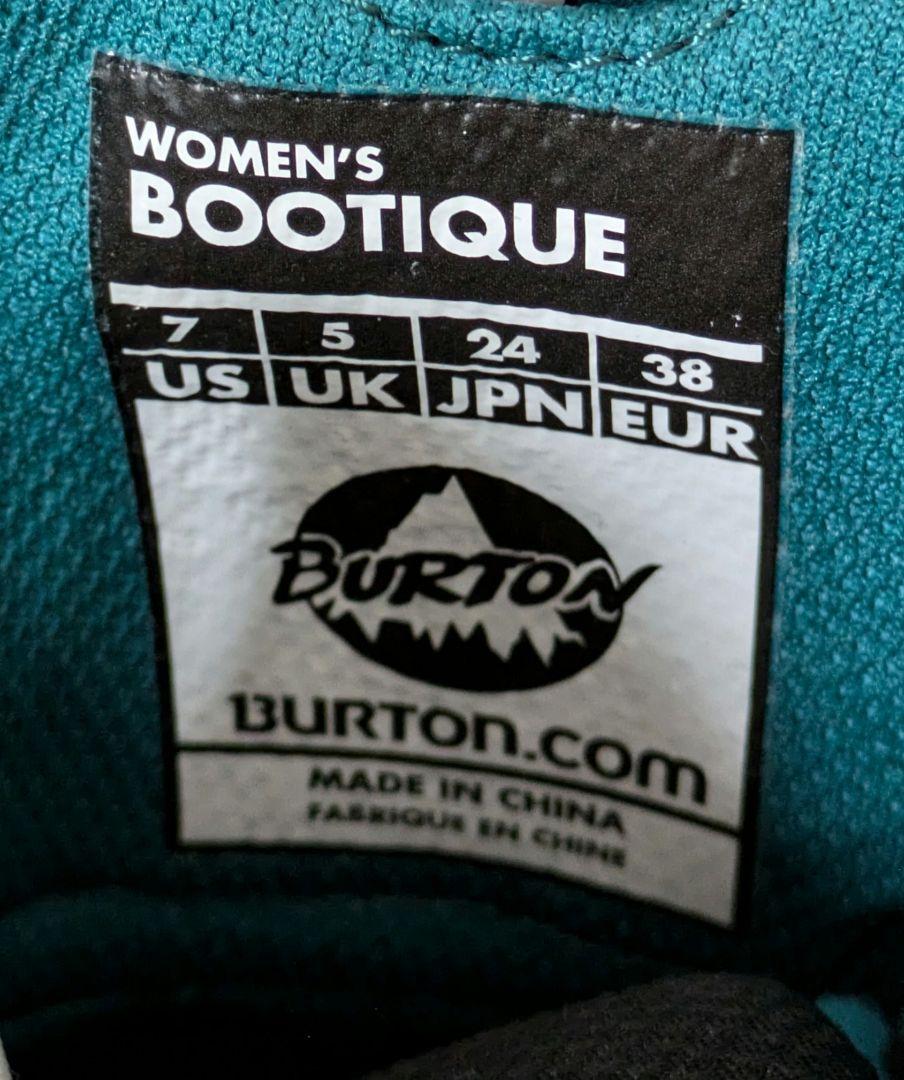 WOMEN'S
BOOTIQUE
7 5 24 38
US UK JPN EUR
BURTON
BURTON.com
MADE IN CHINA
FABRIQUE EN CHINE